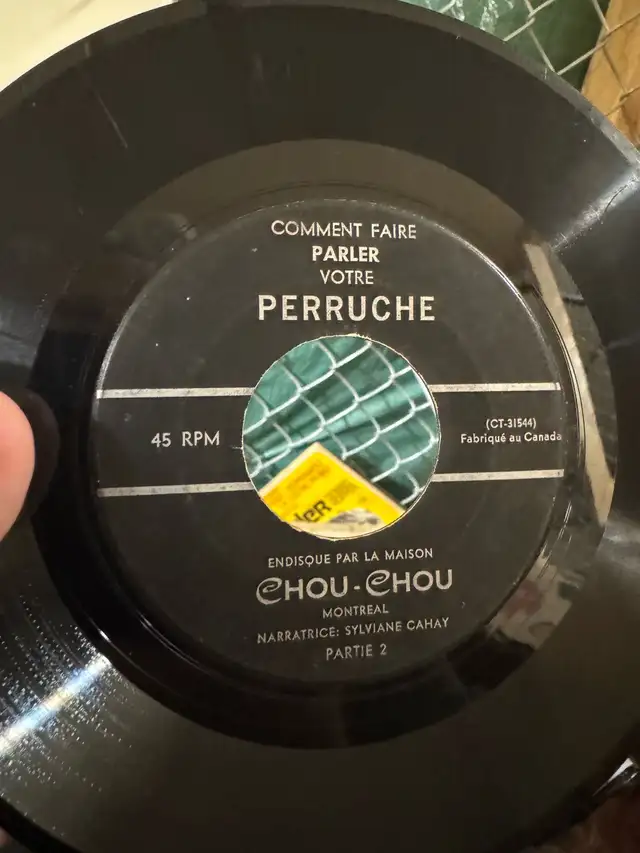 COMMENT FAIRE
PARLER
VOTRE
PERRUCHE
45 RPM
(CT-31544)
Fabriqué au Canada
ENDISQUE PAR LA MAISON
CHOU-CHOU
MONTREAL
NARRATRICE: SYLVIANE CAHAY
PARTIE 2